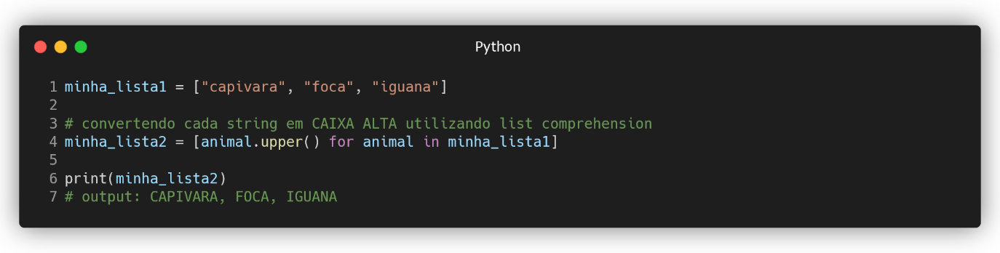 Python
1 minha_lista1 = ["capivara", "foca", "iguana"]
2
3 # convertendo cada string em CAIXA ALTA utilizando list comprehension
4 minha_lista2 = [animal.upper() for animal in minha_lista1]
5
6 print(minha_lista2)
7 # output: CAPIVARA, FOCA, IGUANA